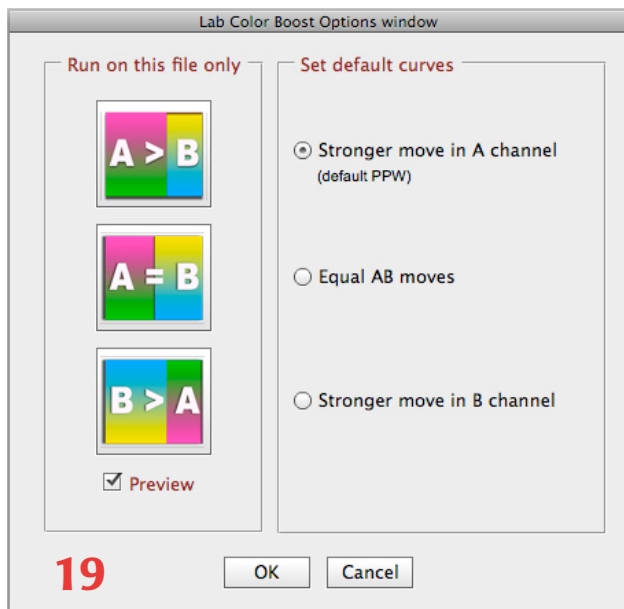 Lab Color Boost Options window
Run on this file only
A > B
A = B
B > A
Preview
Set default curves
Stronger move in A channel
(default PPW)
Equal AB moves
Stronger move in B channel
19
OK
Cancel